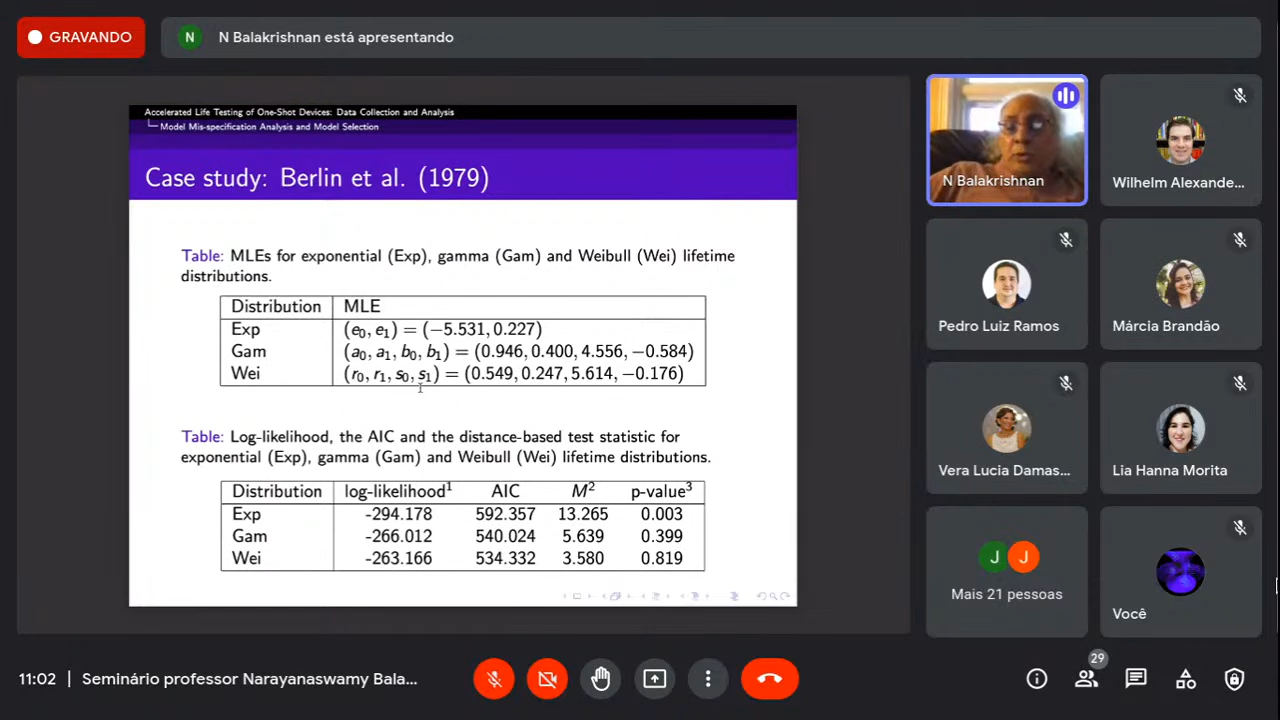 GRAVANDO
N
N Balakrishnan está apresentando
Accelerated Life Testing of One-Shot Devices: Data Collection and Analysis
Model Mis-specification Analysis and Model Selection
Case study: Berlin et al. (1979)
Table: MLEs for exponential (Exp), gamma (Gam) and Weibull (Wei) lifetime
distributions.
Distribution MLE
Exp (e₀, e₁) = (−5.531, 0.227)
Gam (a₀, a₁, b₀, b₁) = (0.946, 0.400, 4.556, −0.584)
Wei (r₀, r₁, s₀, s₁) = (0.549, 0.247, 5.614, −0.176)
Table: Log-likelihood, the AIC and the distance-based test statistic for
exponential (Exp), gamma (Gam) and Weibull (Wei) lifetime distributions.
Distribution log-likelihood¹ AIC M² p-value³
Exp -294.178 592.357 13.265 0.003
Gam -266.012 540.024 5.639 0.399
Wei -263.166 534.332 3.580 0.819
N Balakrishnan
Wilhelm Alexande...
Pedro Luiz Ramos
Márcia Brandão
Vera Lucia Damas...
Lia Hanna Morita
J J
Mais 21 pessoas
Você
11:02 | Seminário professor Narayanaswamy Bala...
29